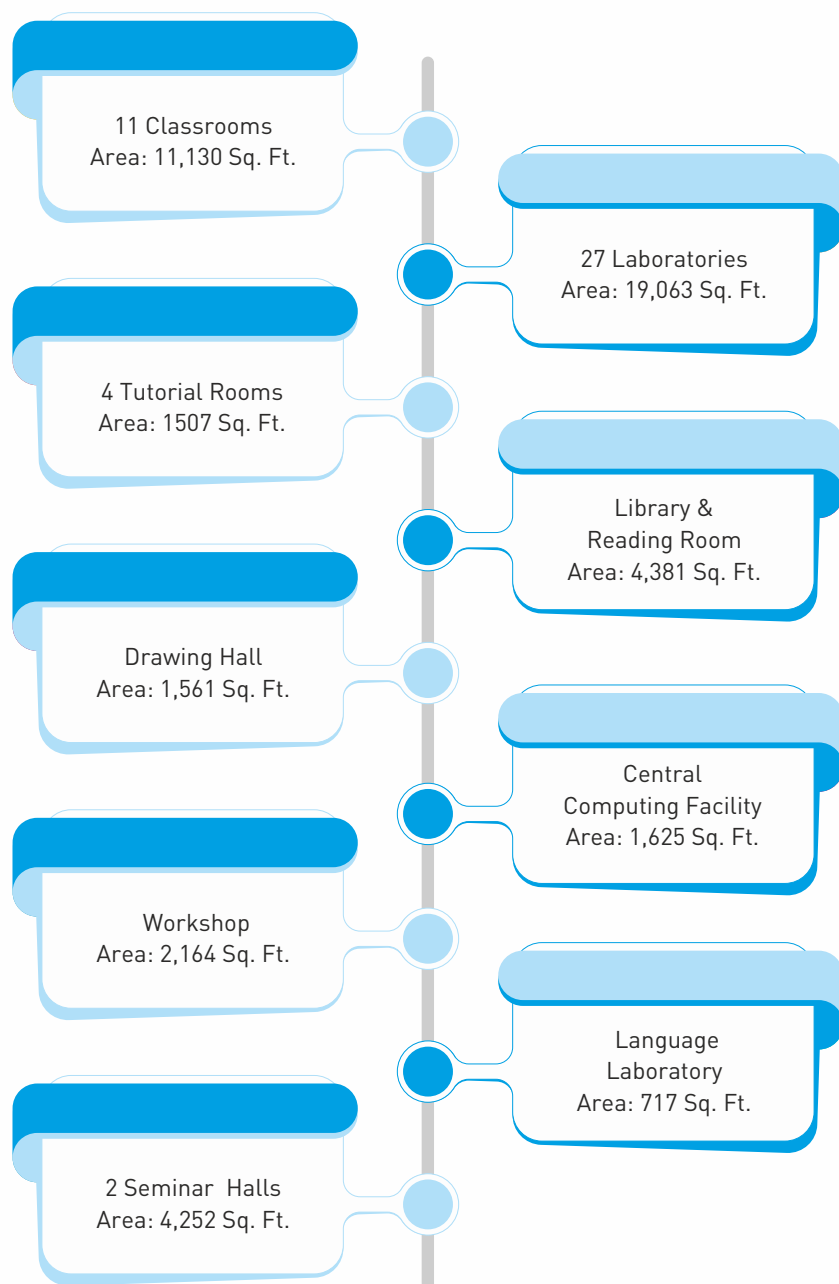 11 Classrooms
Area: 11,130 Sq. Ft.
27 Laboratories
Area: 19,063 Sq. Ft.
4 Tutorial Rooms
Area: 1507 Sq. Ft.
Library &
Reading Room
Area: 4,381 Sq. Ft.
Drawing Hall
Area: 1,561 Sq. Ft.
Central
Computing Facility
Area: 1,625 Sq. Ft.
Workshop
Area: 2,164 Sq. Ft.
Language
Laboratory
Area: 717 Sq. Ft.
2 Seminar  Halls
Area: 4,252 Sq. Ft.